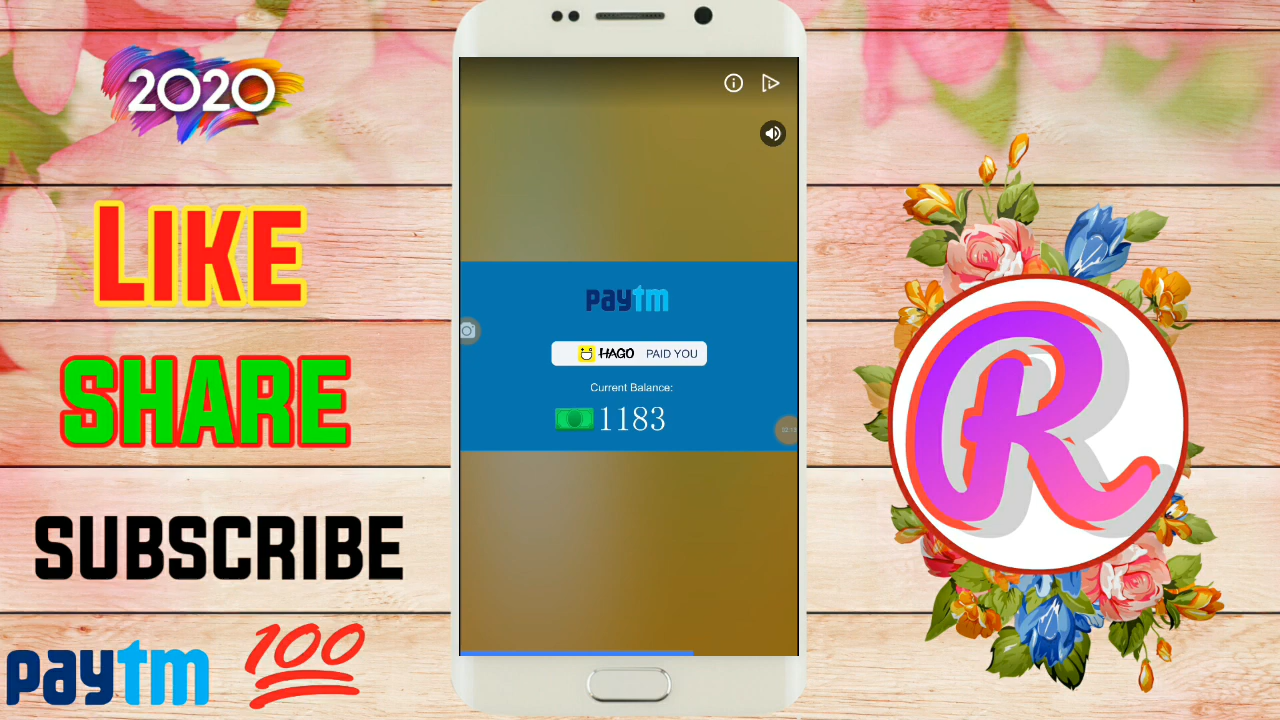 2020
LIKE
SHARE
SUBSCRIBE
paytm
100
paytm
HAGO PAID YOU
Current Balance:
1183
R